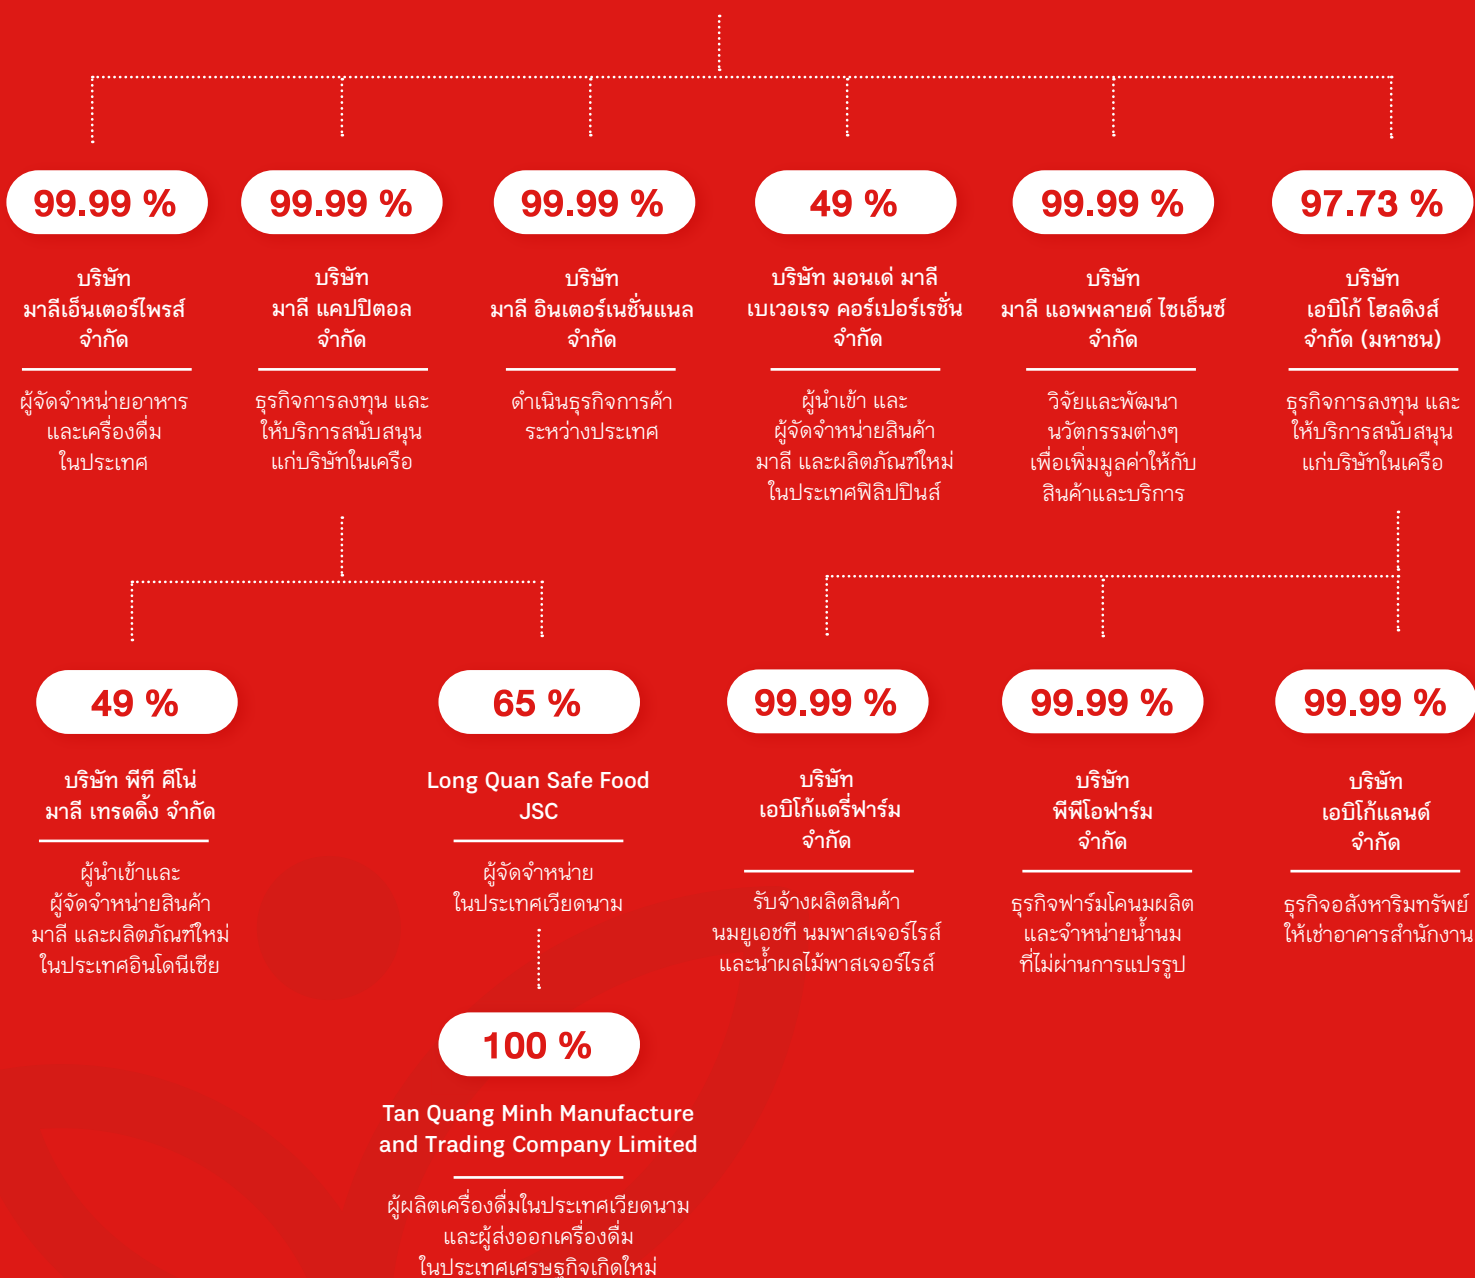 99.99 %
บริษัท
มาลีเอ็นเตอร์ไพรส์
จำกัด
ผู้จัดจำหน่ายอาหาร
และเครื่องดื่ม
ในประเทศ
99.99 %
บริษัท
มาลี แคปปิตอล
จำกัด
ธุรกิจการลงทุน และ
ให้บริการสนับสนุน
แก่บริษัทในเครือ
99.99 %
บริษัท
มาลี อินเตอร์เนชั่นแนล
จำกัด
ดำเนินธุรกิจการค้า
ระหว่างประเทศ
49 %
บริษัท มอนเด่ มาลี
เบเวอเรจ คอร์เปอร์เรชั่น
จำกัด
ผู้นำเข้า และ
ผู้จัดจำหน่ายสินค้า
มาลี และผลิตภัณฑ์ใหม่
ในประเทศฟิลิปปินส์
99.99 %
บริษัท
มาลี แอพพลายด์ ไซเอ็นซ์
จำกัด
วิจัยและพัฒนา
นวัตกรรมต่างๆ
เพื่อเพิ่มมูลค่าให้กับ
สินค้าและบริการ
97.73 %
บริษัท
เอบิโก้ โฮลดิงส์
จำกัด (มหาชน)
ธุรกิจการลงทุน และ
ให้บริการสนับสนุน
แก่บริษัทในเครือ
49 %
บริษัท พีที คีโน่
มาลี เทรดดิ้ง จำกัด
ผู้นำเข้าและ
ผู้จัดจำหน่ายสินค้า
มาลี และผลิตภัณฑ์ใหม่
ในประเทศอินโดนีเซีย
65 %
Long Quan Safe Food
JSC
ผู้จัดจำหน่าย
ในประเทศเวียดนาม
100 %
Tan Quang Minh Manufacture
and Trading Company Limited
ผู้ผลิตเครื่องดื่มในประเทศเวียดนาม
และผู้ส่งออกเครื่องดื่ม
ในประเทศเศรษฐกิจเกิดใหม่
99.99 %
บริษัท
เอบิโก้แดรี่ฟาร์ม
จำกัด
รับจ้างผลิตสินค้า
นมยูเอชที นมพาสเจอร์ไรส์
และน้ำผลไม้พาสเจอร์ไรส์
99.99 %
บริษัท
พีพีโอฟาร์ม
จำกัด
ธุรกิจฟาร์มโคนมผลิต
และจำหน่ายน้ำนม
ที่ไม่ผ่านการแปรรูป
99.99 %
บริษัท
เอบิโก้แลนด์
จำกัด
ธุรกิจอสังหาริมทรัพย์
ให้เช่าอาคารสำนักงาน